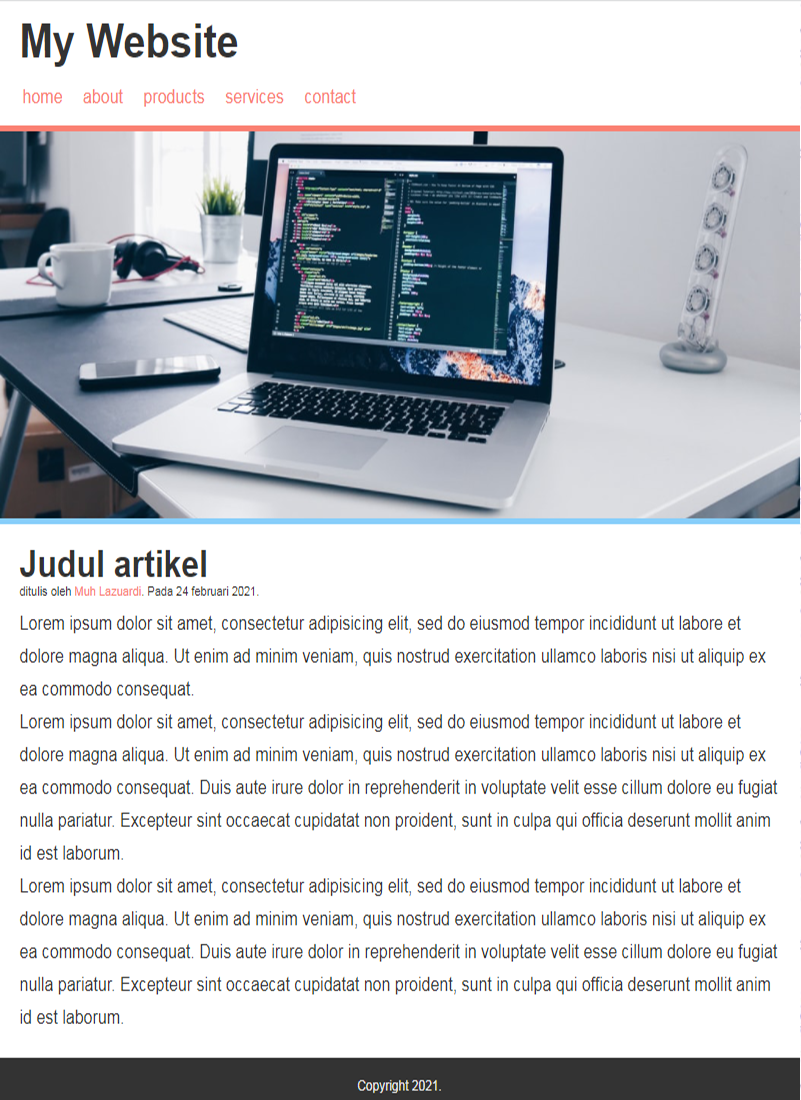 My Website
home about products services contact
Judul artikel
ditulis oleh Muh Lazuardi. Pada 24 februari 2021.
Lorem ipsum dolor sit amet, consectetur adipisicing elit, sed do eiusmod tempor incididunt ut labore et
dolore magna aliqua. Ut enim ad minim veniam, quis nostrud exercitation ullamco laboris nisi ut aliquip ex
ea commodo consequat.
Lorem ipsum dolor sit amet, consectetur adipisicing elit, sed do eiusmod tempor incididunt ut labore et
dolore magna aliqua. Ut enim ad minim veniam, quis nostrud exercitation ullamco laboris nisi ut aliquip ex
ea commodo consequat. Duis aute irure dolor in reprehenderit in voluptate velit esse cillum dolore eu fugiat
nulla pariatur. Excepteur sint occaecat cupidatat non proident, sunt in culpa qui officia deserunt mollit anim
id est laborum.
Lorem ipsum dolor sit amet, consectetur adipisicing elit, sed do eiusmod tempor incididunt ut labore et
dolore magna aliqua. Ut enim ad minim veniam, quis nostrud exercitation ullamco laboris nisi ut aliquip ex
ea commodo consequat. Duis aute irure dolor in reprehenderit in voluptate velit esse cillum dolore eu fugiat
nulla pariatur. Excepteur sint occaecat cupidatat non proident, sunt in culpa qui officia deserunt mollit anim
id est laborum.
Copyright 2021.